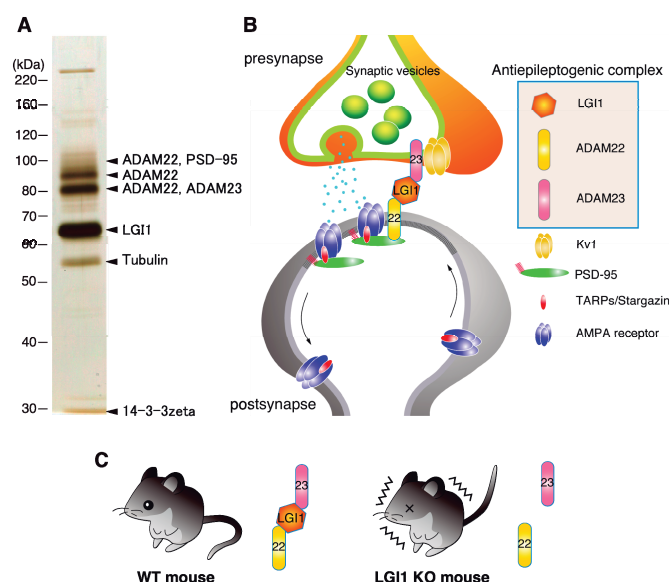 A
(kDa)
220
160
120
100
80
70
60
50
40
30
ADAM22, PSD-95
ADAM22
ADAM22, ADAM23
LGI1
Tubulin
14-3-3zeta
B
presynapse
Synaptic vesicles
23
LGI1
22
postsynapse
Antiepileptogenic complex
LGI1
ADAM22
ADAM23
Kv1
PSD-95
TARPs/Stargazin
AMPA receptor
C
23
LGI1
22
WT mouse
23
22
LGI1 KO mouse